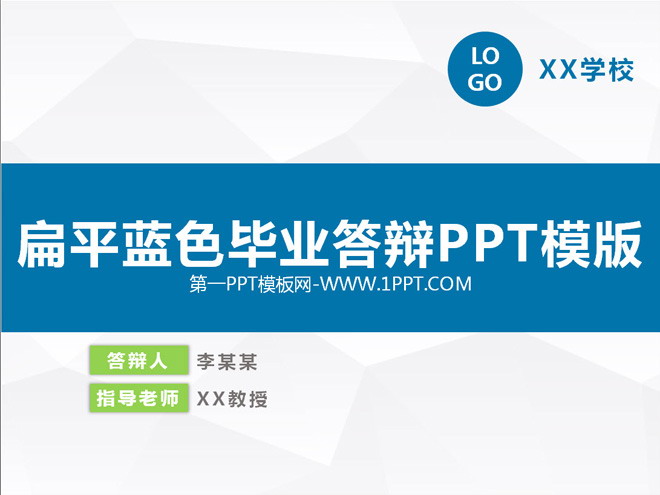 LO
GO
XX学校
扁平蓝色毕业答辩PPT模版
第一PPT模板网-WWW.1PPT.COM
答辩人 李某某
指导老师 XX教授